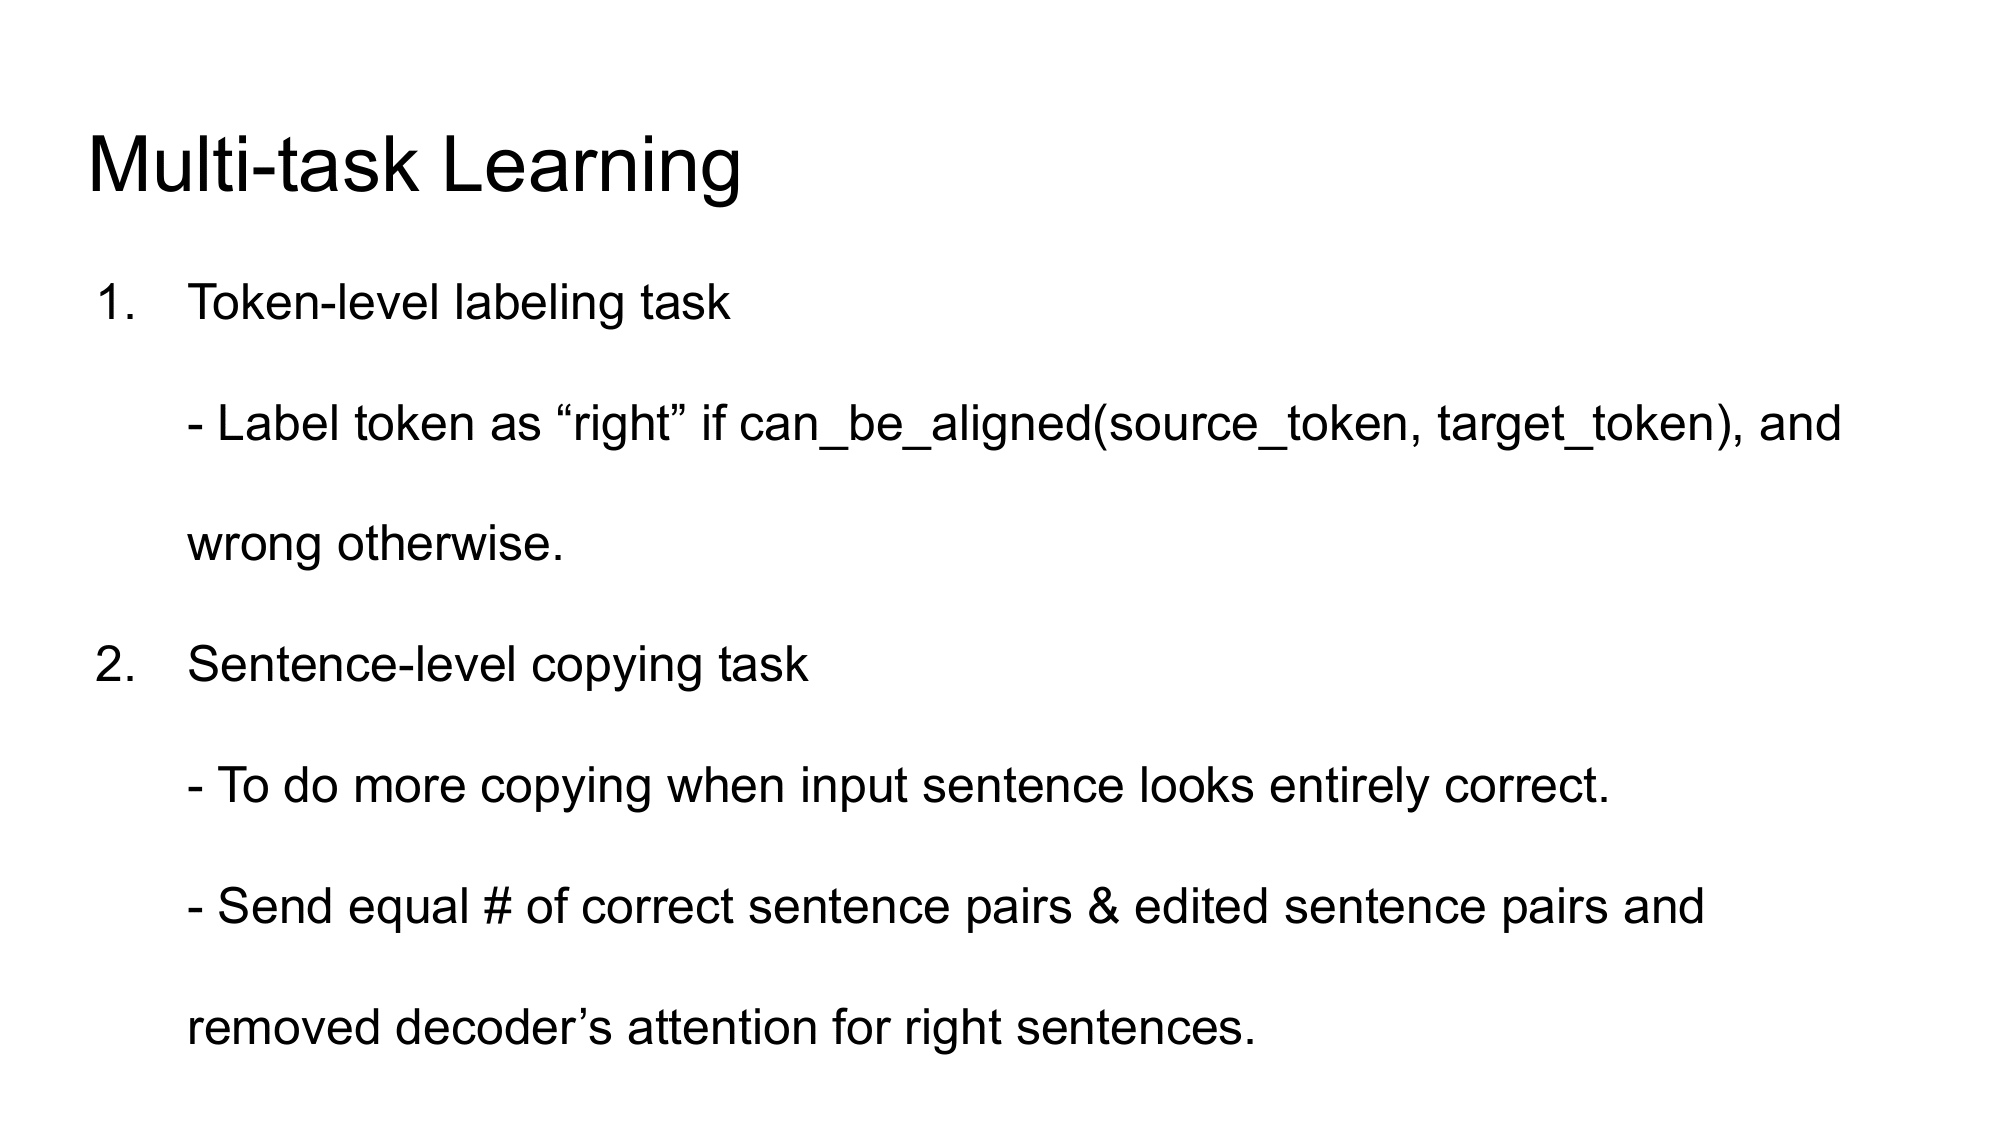 Multi-task Learning
1. Token-level labeling task
- Label token as “right” if can_be_aligned(source_token, target_token), and
wrong otherwise.
2. Sentence-level copying task
- To do more copying when input sentence looks entirely correct.
- Send equal # of correct sentence pairs & edited sentence pairs and
removed decoder’s attention for right sentences.